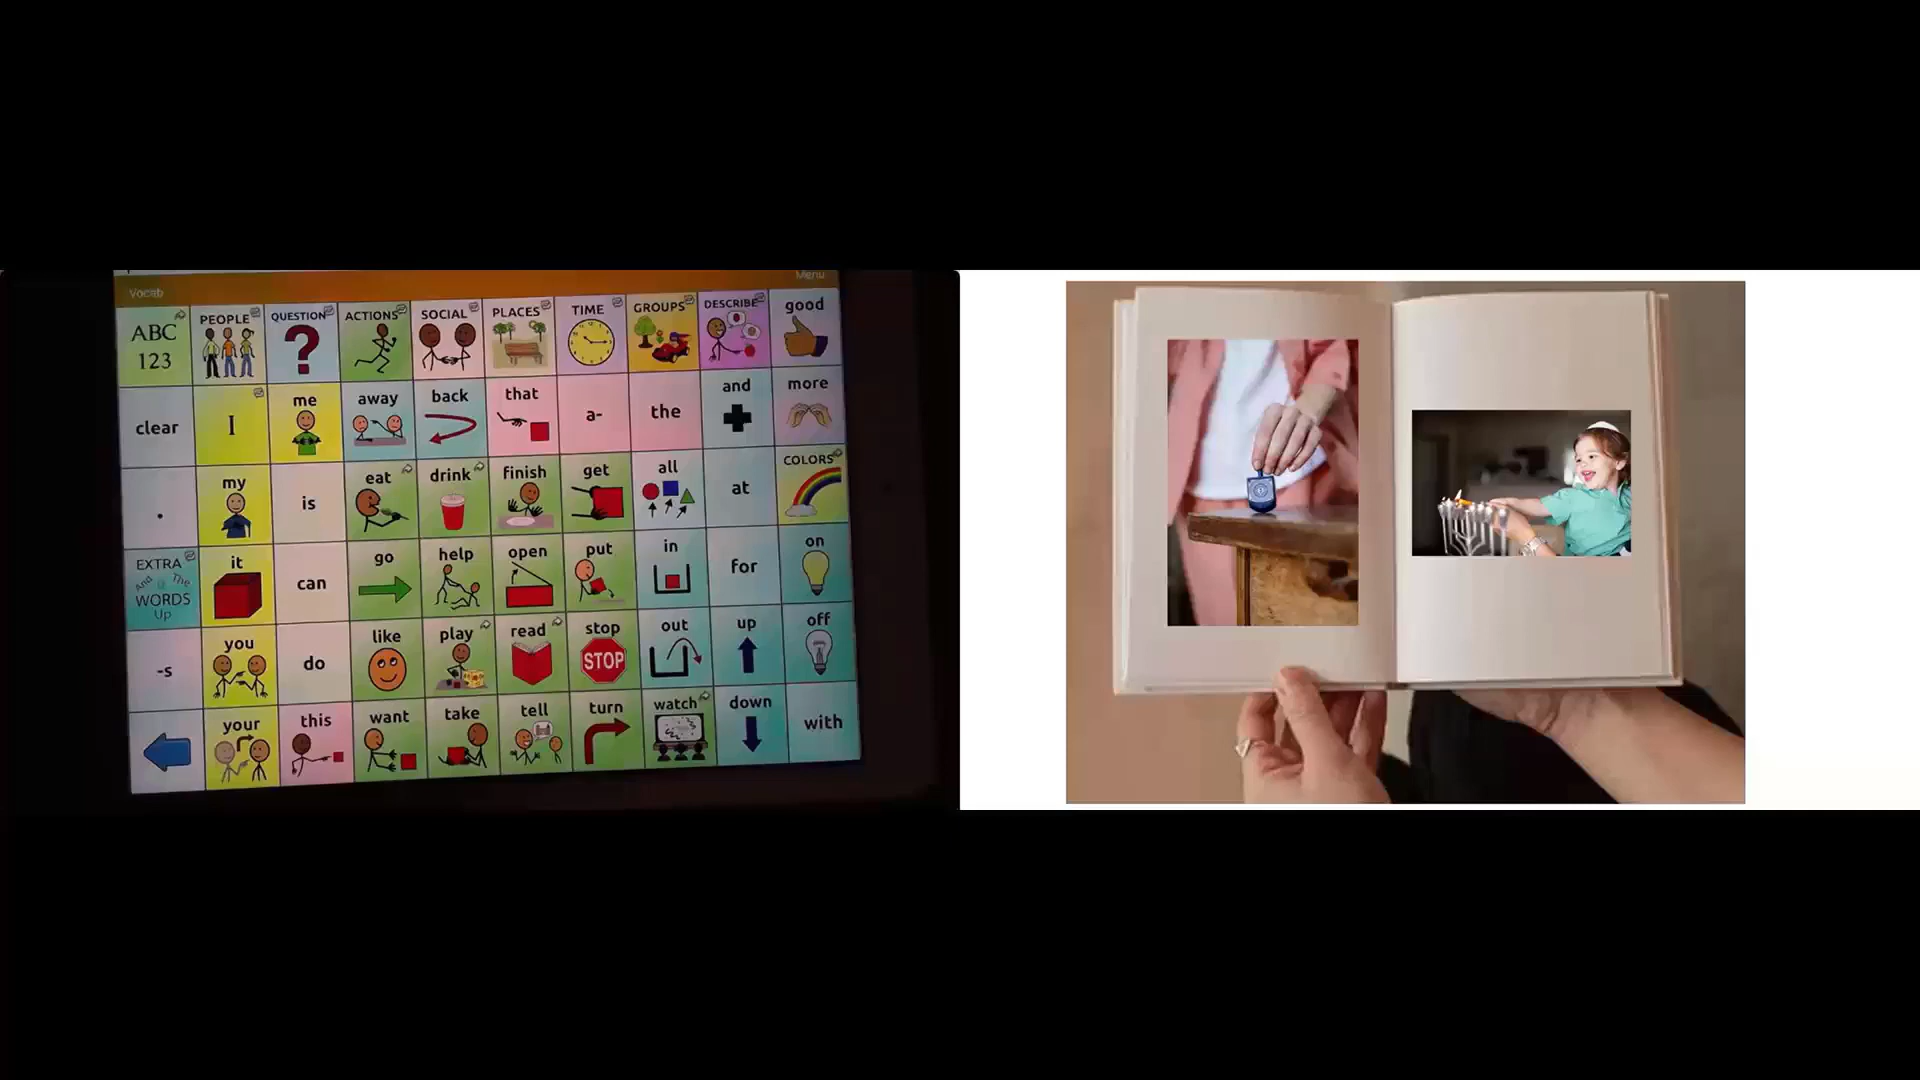 Vocab Menu
ABC 123 PEOPLE QUESTION ACTIONS SOCIAL PLACES TIME GROUPS DESCRIBE good
clear I me away back that a- the and more
. my is eat drink finish get all at COLORS
EXTRA And The WORDS Up it can go help open put in for on
-s you do like play read stop STOP out up off
your this want take tell turn watch down with